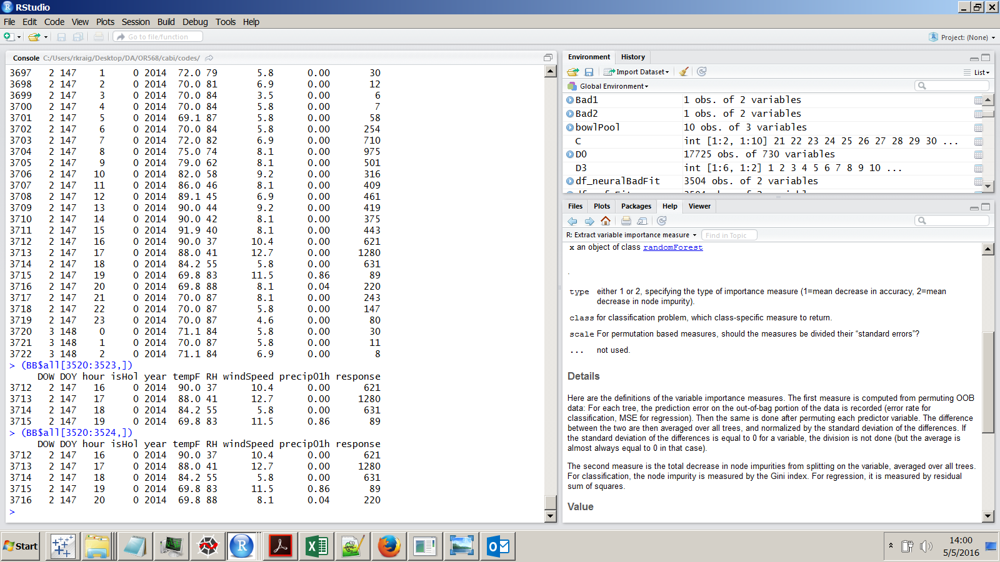 RStudio
File Edit Code View Plots Session Build Debug Tools Help
Go to file/function
Project: (None)
Console C:/Users/rkraig/Desktop/DA/OR568/cabi/codes/
3697 2 147 1 0 2014 72.0 79 5.8 0.00 30
3698 2 147 2 0 2014 70.0 81 6.9 0.00 12
3699 2 147 3 0 2014 70.0 84 3.5 0.00 6
3700 2 147 4 0 2014 70.0 84 5.8 0.00 7
3701 2 147 5 0 2014 69.1 87 5.8 0.00 58
3702 2 147 6 0 2014 70.0 84 5.8 0.00 254
3703 2 147 7 0 2014 72.0 82 6.9 0.00 710
3704 2 147 8 0 2014 75.0 74 8.1 0.00 975
3705 2 147 9 0 2014 79.0 62 8.1 0.00 501
3706 2 147 10 0 2014 82.0 58 9.2 0.00 316
3707 2 147 11 0 2014 86.0 46 8.1 0.00 409
3708 2 147 12 0 2014 89.1 45 6.9 0.00 461
3709 2 147 13 0 2014 90.0 44 9.2 0.00 419
3710 2 147 14 0 2014 90.0 42 8.1 0.00 375
3711 2 147 15 0 2014 91.9 40 8.1 0.00 443
3712 2 147 16 0 2014 90.0 37 10.4 0.00 621
3713 2 147 17 0 2014 88.0 41 12.7 0.00 1280
3714 2 147 18 0 2014 84.2 55 5.8 0.00 631
3715 2 147 19 0 2014 69.8 83 11.5 0.86 89
3716 2 147 20 0 2014 69.8 88 8.1 0.04 220
3717 2 147 21 0 2014 70.0 87 8.1 0.00 243
3718 2 147 22 0 2014 70.0 87 5.8 0.00 147
3719 2 147 23 0 2014 70.0 87 4.6 0.00 80
3720 3 148 0 0 2014 71.1 84 5.8 0.00 30
3721 3 148 1 0 2014 70.0 87 5.8 0.00 11
3722 3 148 2 0 2014 71.1 84 6.9 0.00 8
> (BB$all[3520:3523,])
DOW DOY hour isHol year tempF RH windSpeed precip01h response
3712 2 147 16 0 2014 90.0 37 10.4 0.00 621
3713 2 147 17 0 2014 88.0 41 12.7 0.00 1280
3714 2 147 18 0 2014 84.2 55 5.8 0.00 631
3715 2 147 19 0 2014 69.8 83 11.5 0.86 89
> (BB$all[3520:3524,])
DOW DOY hour isHol year tempF RH windSpeed precip01h response
3712 2 147 16 0 2014 90.0 37 10.4 0.00 621
3713 2 147 17 0 2014 88.0 41 12.7 0.00 1280
3714 2 147 18 0 2014 84.2 55 5.8 0.00 631
3715 2 147 19 0 2014 69.8 83 11.5 0.86 89
3716 2 147 20 0 2014 69.8 88 8.1 0.04 220
>
Environment History
Import Dataset List
Global Environment
Bad1 1 obs. of 2 variables
Bad2 1 obs. of 2 variables
bowlPool 10 obs. of 3 variables
C int [1:2, 1:10] 21 22 23 24 25 26 27 28 29 30 ...
D0 17725 obs. of 730 variables
D3 int [1:6, 1:2] 1 2 3 4 5 6 7 8 9 10 ...
df_neuralBadFit 3504 obs. of 2 variables
Files Plots Packages Help Viewer
R: Extract variable importance measure Find in Topic
x an object of class randomForest
.
type either 1 or 2, specifying the type of importance measure (1=mean decrease in accuracy, 2=mean
decrease in node impurity).
class for classification problem, which class-specific measure to return.
scale For permutation based measures, should the measures be divided their “standard errors”?
... not used.
Details
Here are the definitions of the variable importance measures. The first measure is computed from permuting OOB
data: For each tree, the prediction error on the out-of-bag portion of the data is recorded (error rate for
classification, MSE for regression). Then the same is done after permuting each predictor variable. The difference
between the two are then averaged over all trees, and normalized by the standard deviation of the differences. If
the standard deviation of the differences is equal to 0 for a variable, the division is not done (but the average is
almost always equal to 0 in that case).
The second measure is the total decrease in node impurities from splitting on the variable, averaged over all trees.
For classification, the node impurity is measured by the Gini index. For regression, it is measured by residual
sum of squares.
Value
Start
14:00
5/5/2016